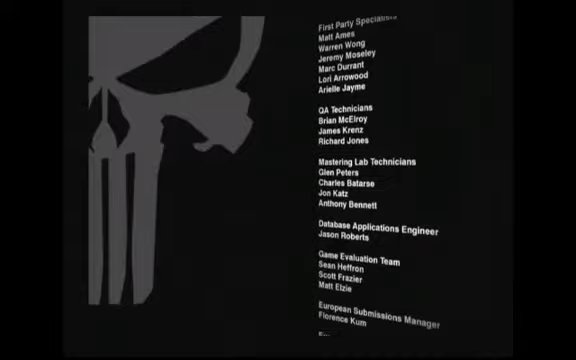 First Party Specialists
Matt Ames
Warren Wong
Jeremy Moseley
Marc Durrant
Lori Arrowood
Arielle Jayme
QA Technicians
Brian McElroy
James Krenz
Richard Jones
Mastering Lab Technicians
Glen Peters
Charles Batarse
Jon Katz
Anthony Bennett
Database Applications Engineer
Jason Roberts
Game Evaluation Team
Sean Heffron
Scott Frazier
Matt Elzie
European Submissions Manager
Florence Kum